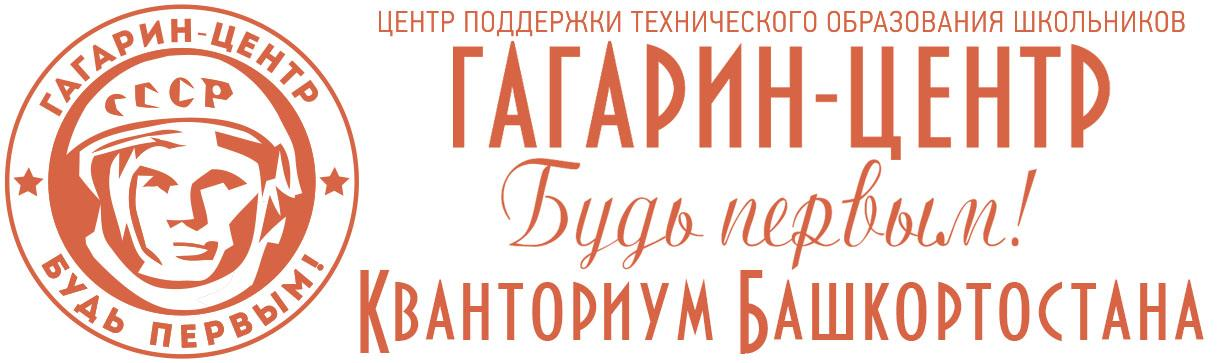 ГАГАРИН-ЦЕНТР
СССР
БУДЬ ПЕРВЫМ!
ЦЕНТР ПОДДЕРЖКИ ТЕХНИЧЕСКОГО ОБРАЗОВАНИЯ ШКОЛЬНИКОВ
ГАГАРИН-ЦЕНТР
Будь первым!
КВАНТОРИУМ БАШКОРТОСТАНА